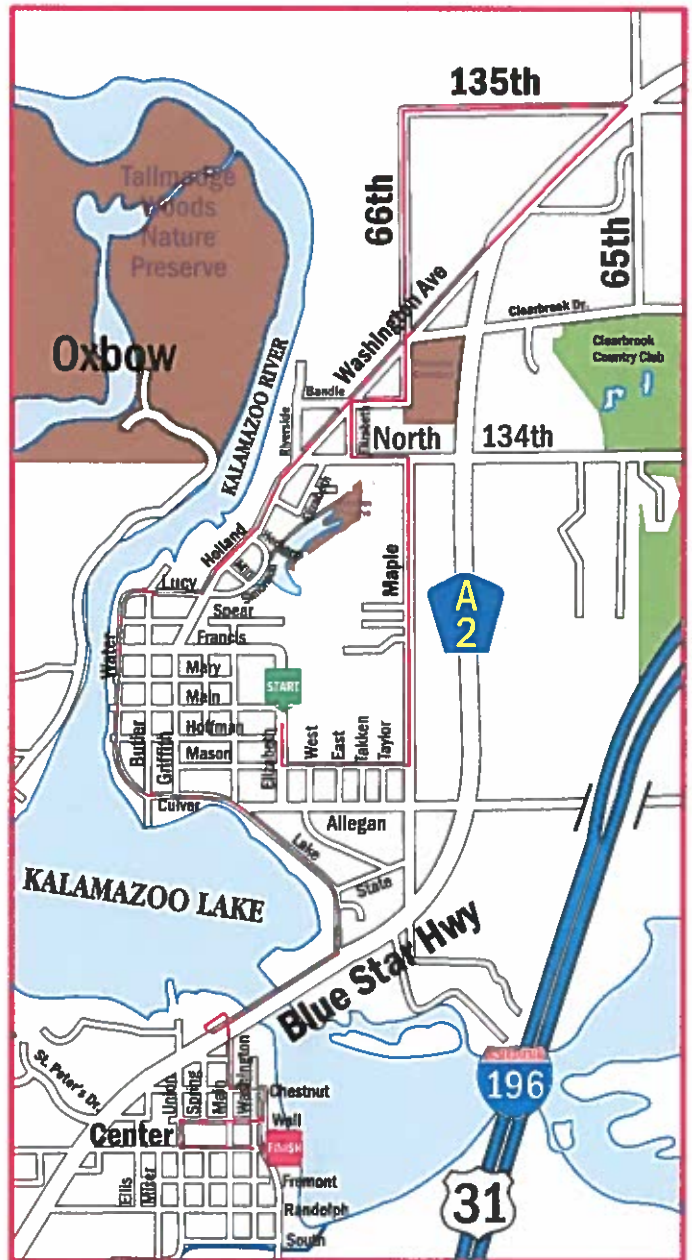 135th
Tallmadge
Woods
Nature
Preserve
66th
65th
Washington Ave
Clearbrook Dr.
Oxbow
Clearbrook
Country Club
KALAMAZOO RIVER
Bandle
Riverside
North
134th
Elizabeth
Holland
Lucy
Maple
A
2
Spear
Francis
Water
Mary
Main
START
Hoffman
Mason
Butler
Griffith
Elizabeth
West
East
Takken
Taylor
Culver
Allegan
Lake
State
KALAMAZOO LAKE
Blue Star Hwy
St. Peter's Dr.
Union
Spring
Main
Washington
Chestnut
Wall
Center
FINISH
INTERSTATE
196
Ellis
Miser
Fremont
Randolph
South
31